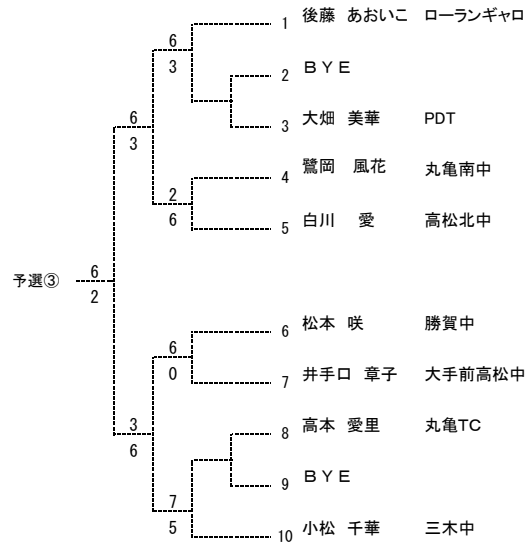 1 後藤 あおいこ ローランギャロ
6
3
2 ＢＹＥ
6
3
3 大畑 美華 PDT
4 鷺岡 風花 丸亀南中
2
6
5 白川 愛 高松北中
予選③
6
2
6 松本 咲 勝賀中
6
0
7 井手口 章子 大手前高松中
3
6
8 高本 愛里 丸亀TC
9 ＢＹＥ
7
5
10 小松 千華 三木中